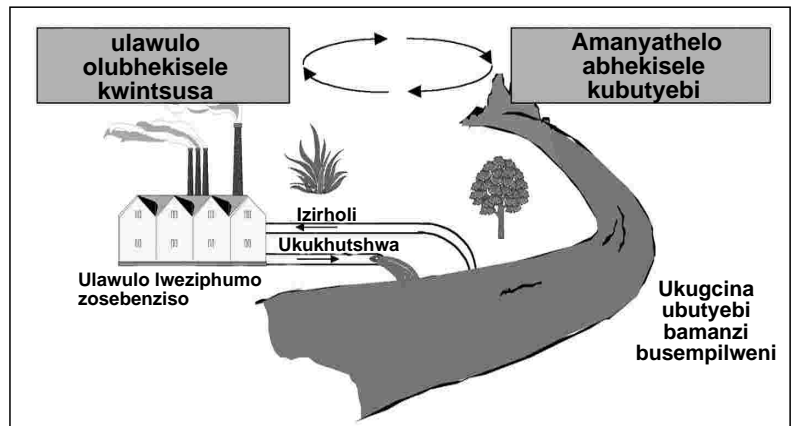 ulawulo
olubhekisele
kwintsusa
Amanyathelo
abhekisele
kubutyebi
Izirholi
Ukukhutshwa
Ulawulo lweziphumo
zosebenziso
Ukugcina
ubutyebi
bamanzi
busempilweni